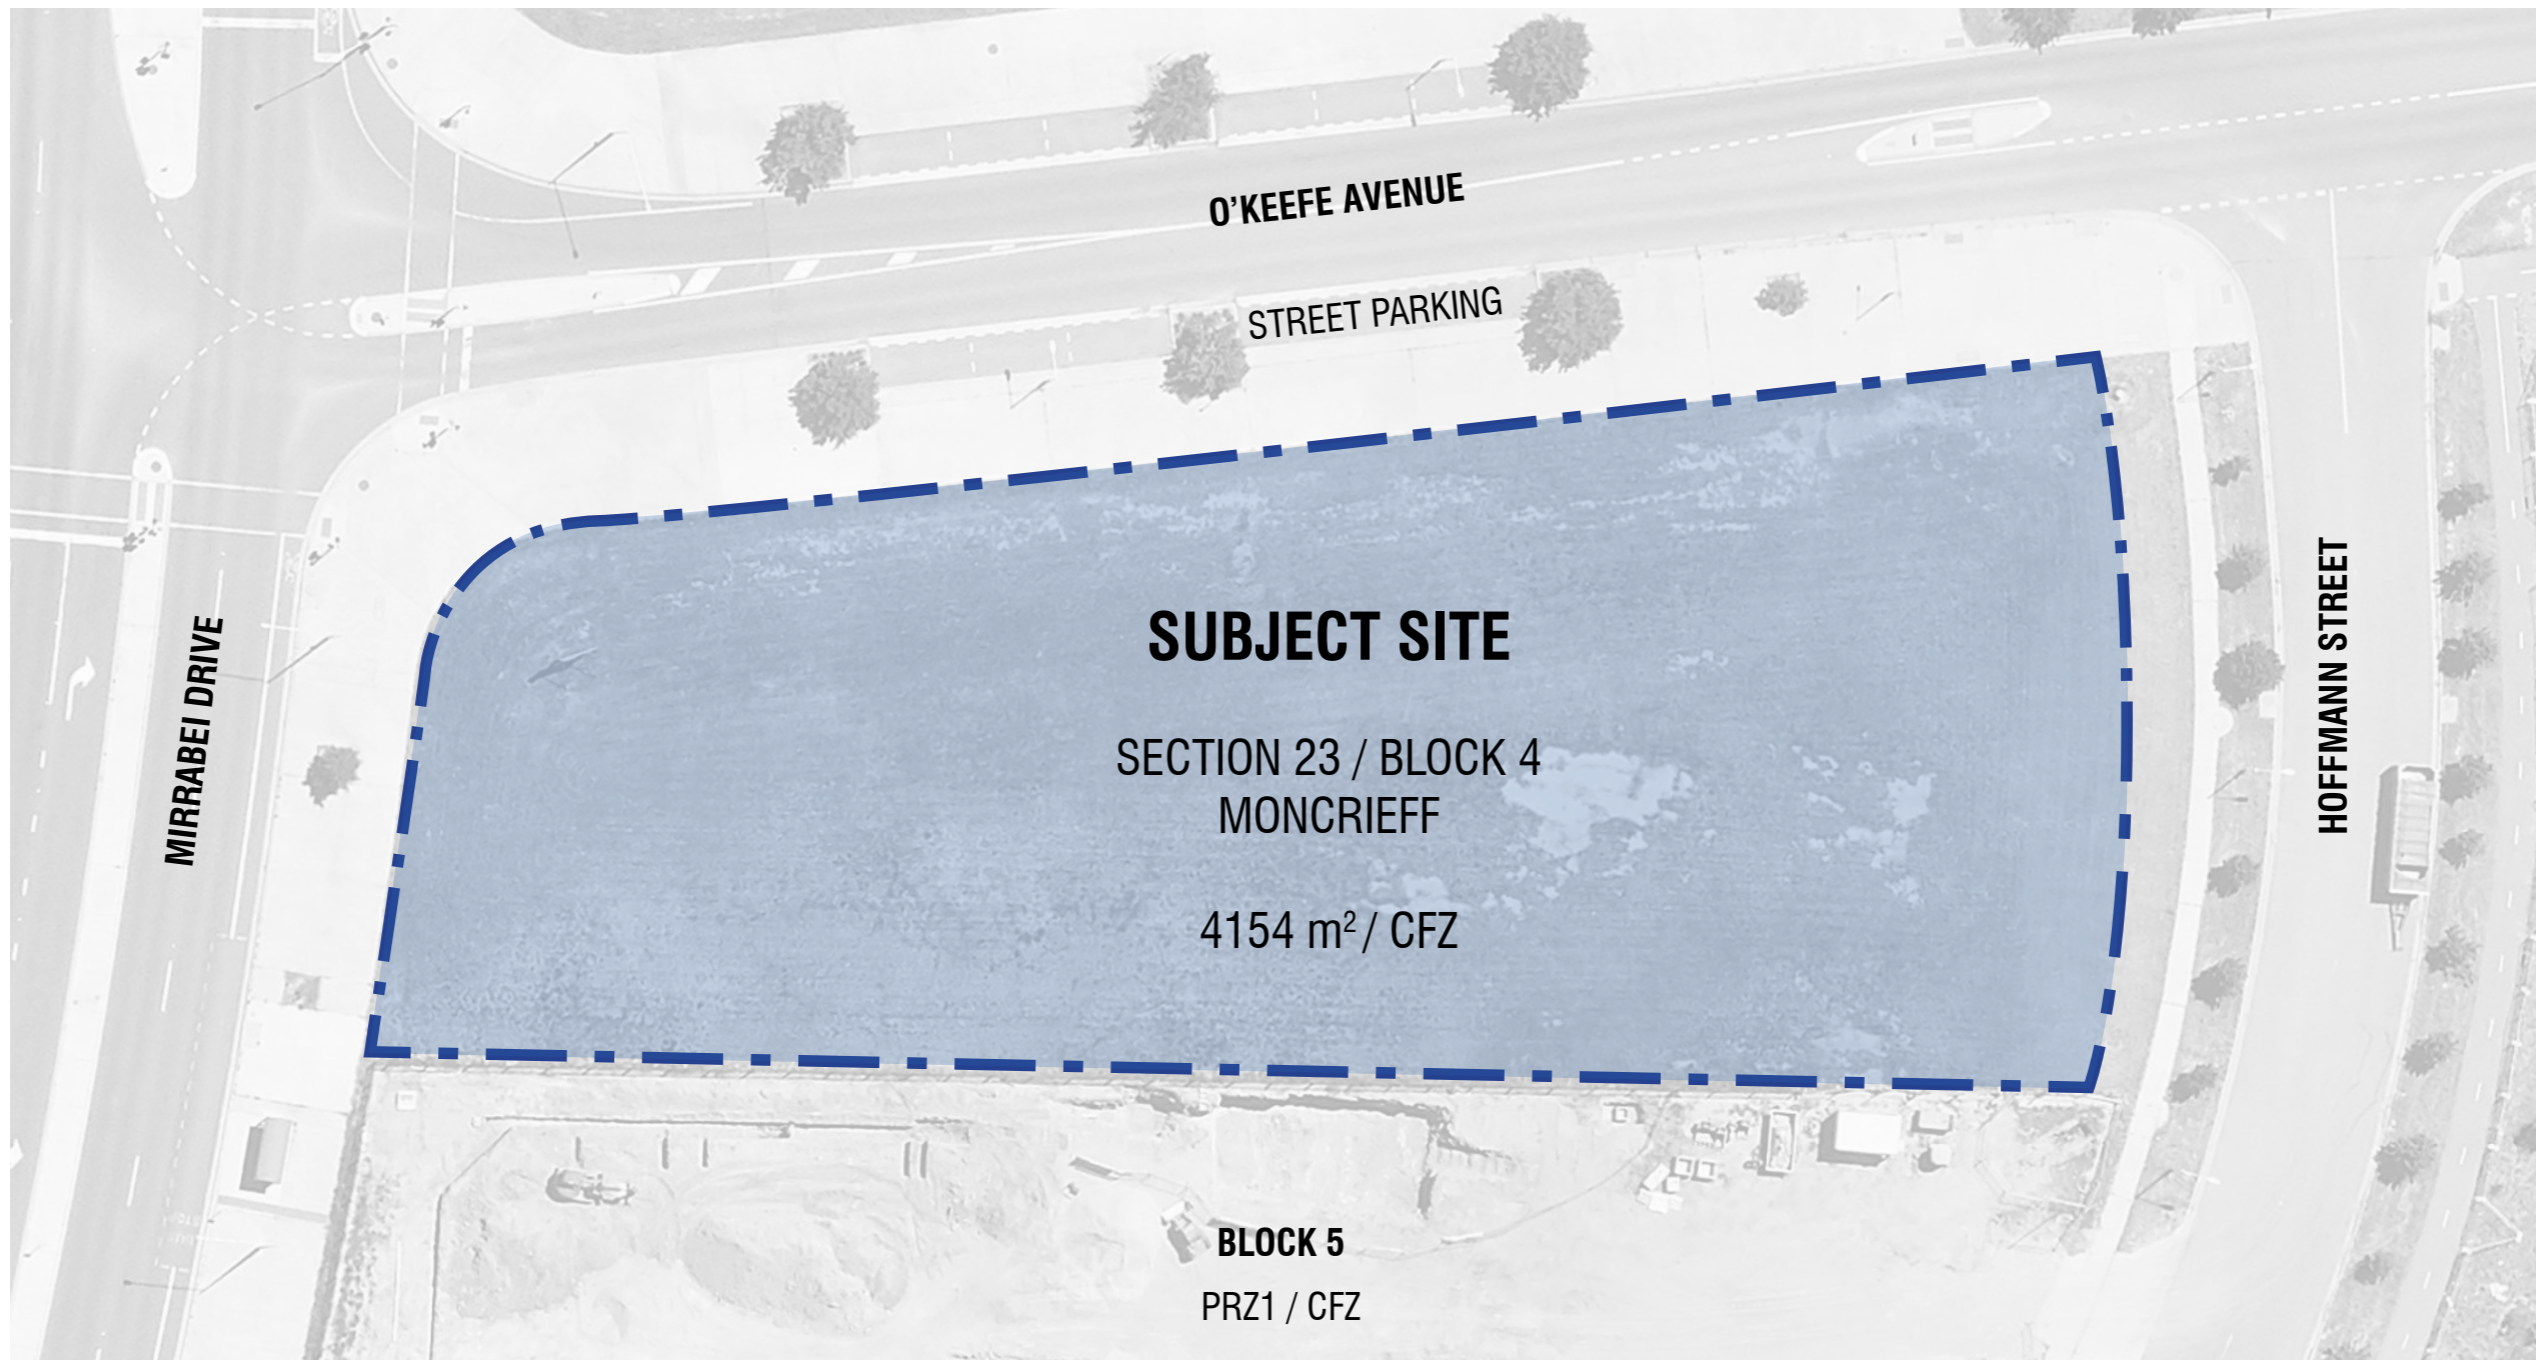 O’KEEFE AVENUE
STREET PARKING
MIRRABEI DRIVE
SUBJECT SITE
SECTION 23 / BLOCK 4
MONCRIEFF
4154 m² / CFZ
HOFFMANN STREET
BLOCK 5
PRZ1 / CFZ